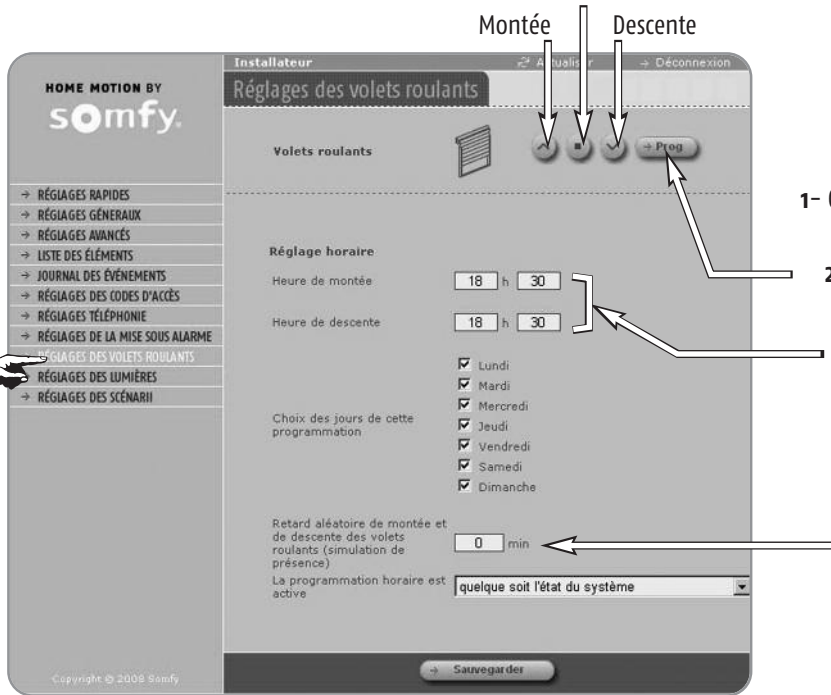 Montée Descente
Installateur Actualiser Déconnexion
HOME MOTION BY
somfy.
Réglages des volets roulants
Volets roulants
Prog
1-
2
RÉGLAGES RAPIDES
RÉGLAGES GÉNERAUX
RÉGLAGES AVANCÉS
LISTE DES ÉLÉMENTS
JOURNAL DES ÉVÉNEMENTS
RÉGLAGES DES CODES D'ACCÈS
RÉGLAGES TÉLÉPHONIE
RÉGLAGES DE LA MISE SOUS ALARME
RÉGLAGES DES VOLETS ROULANTS
RÉGLAGES DES LUMIÈRES
RÉGLAGES DES SCÉNARII
Réglage horaire
Heure de montée 18 h 30
Heure de descente 18 h 30
Choix des jours de cette
programmation
Lundi
Mardi
Mercredi
Jeudi
Vendredi
Samedi
Dimanche
Retard aléatoire de montée et
de descente des volets
roulants (simulation de
présence)
0 min
La programmation horaire est
active
quelque soit l'état du système
Sauvegarder
Copyright @ 2008 Somfy